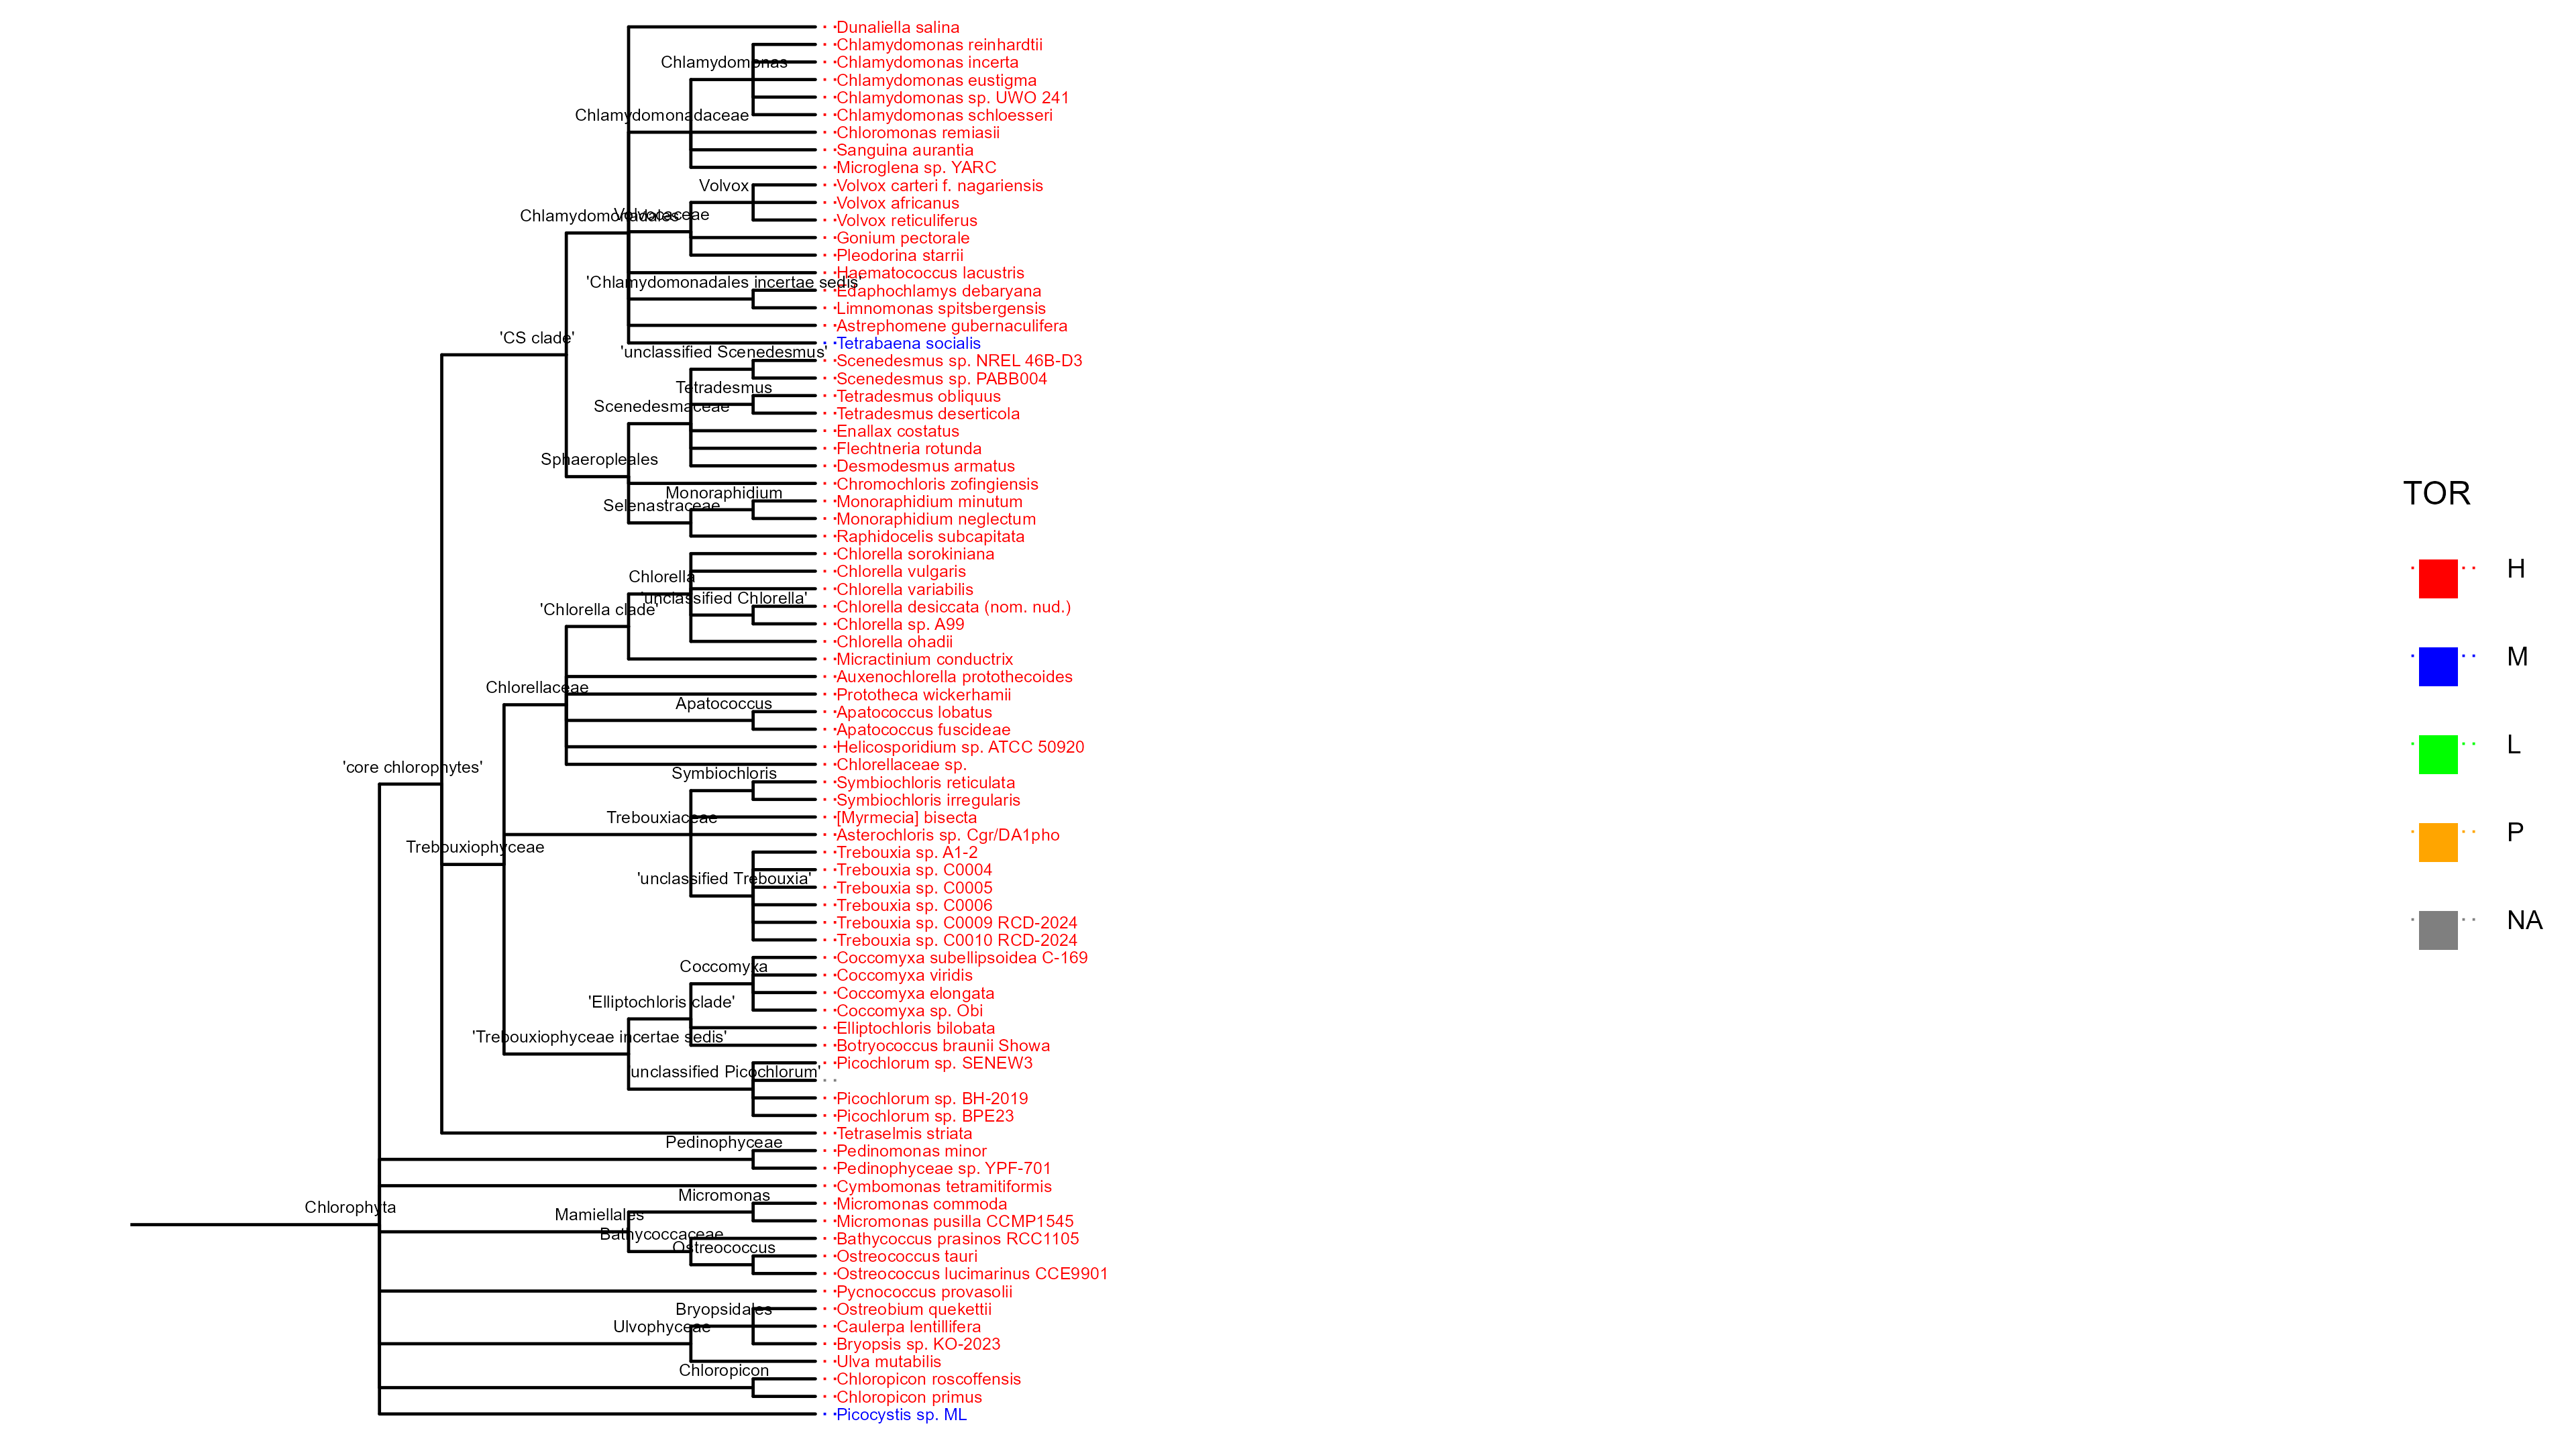 Dunaliella salina
Chlamydomonas reinhardtii
Chlamydomonas
Chlamydomonas incerta
Chlamydomonas eustigma
Chlamydomonas sp. UWO 241
Chlamydomonadaceae
Chlamydomonas schloesseri
Chloromonas remiasii
Sanguina aurantia
Microglena sp. YARC
Volvox
Volvox carteri f. nagariensis
Volvox africanus
Chlamydomonadales
Volvocaceae
Volvox reticuliferus
Gonium pectorale
Pleodorina starrii
Haematococcus lacustris
'Chlamydomonadales incertae sedis'
Edaphochlamys debaryana
Limnomonas spitsbergensis
Astrephomene gubernaculifera
'CS clade'
Tetrabaena socialis
'unclassified Scenedesmus'
Scenedesmus sp. NREL 46B-D3
Scenedesmus sp. PABB004
Tetradesmus
Tetradesmus obliquus
Scenedesmaceae
Tetradesmus deserticola
Enallax costatus
Flechtneria rotunda
Sphaeropleales
Desmodesmus armatus
Chromochloris zofingiensis
Monoraphidium
Monoraphidium minutum
Selenastraceae
Monoraphidium neglectum
Raphidocelis subcapitata
Chlorella sorokiniana
Chlorella
Chlorella vulgaris
Chlorella variabilis
'unclassified Chlorella'
'Chlorella clade'
Chlorella desiccata (nom. nud.)
Chlorella sp. A99
Chlorella ohadii
Micractinium conductrix
Auxenochlorella protothecoides
Chlorellaceae
Prototheca wickerhamii
Apatococcus
Apatococcus lobatus
Apatococcus fuscideae
Helicosporidium sp. ATCC 50920
'core chlorophytes'
Chlorellaceae sp.
Symbiochloris
Symbiochloris reticulata
Symbiochloris irregularis
Trebouxiaceae
[Myrmecia] bisecta
Asterochloris sp. Cgr/DA1pho
Trebouxiophyceae
Trebouxia sp. A1-2
Trebouxia sp. C0004
'unclassified Trebouxia'
Trebouxia sp. C0005
Trebouxia sp. C0006
Trebouxia sp. C0009 RCD-2024
Trebouxia sp. C0010 RCD-2024
Coccomyxa subellipsoidea C-169
Coccomyxa
Coccomyxa viridis
Coccomyxa elongata
'Elliptochloris clade'
Coccomyxa sp. Obi
Elliptochloris bilobata
'Trebouxiophyceae incertae sedis'
Botryococcus braunii Showa
Picochlorum sp. SENEW3
unclassified Picochlorum'
Picochlorum sp. BH-2019
Picochlorum sp. BPE23
Tetraselmis striata
Pedinophyceae
Pedinomonas minor
Pedinophyceae sp. YPF-701
Cymbomonas tetramitiformis
Micromonas
Micromonas commoda
Chlorophyta
Mamiellales
Micromonas pusilla CCMP1545
Bathycoccaceae
Bathycoccus prasinos RCC1105
Ostreococcus
Ostreococcus tauri
Ostreococcus lucimarinus CCE9901
Pycnococcus provasolii
Bryopsidales
Ostreobium quekettii
Ulvophyceae
Caulerpa lentillifera
Bryopsis sp. KO-2023
Ulva mutabilis
Chloropicon
Chloropicon roscoffensis
Chloropicon primus
Picocystis sp. ML
TOR
H
M
L
P
NA